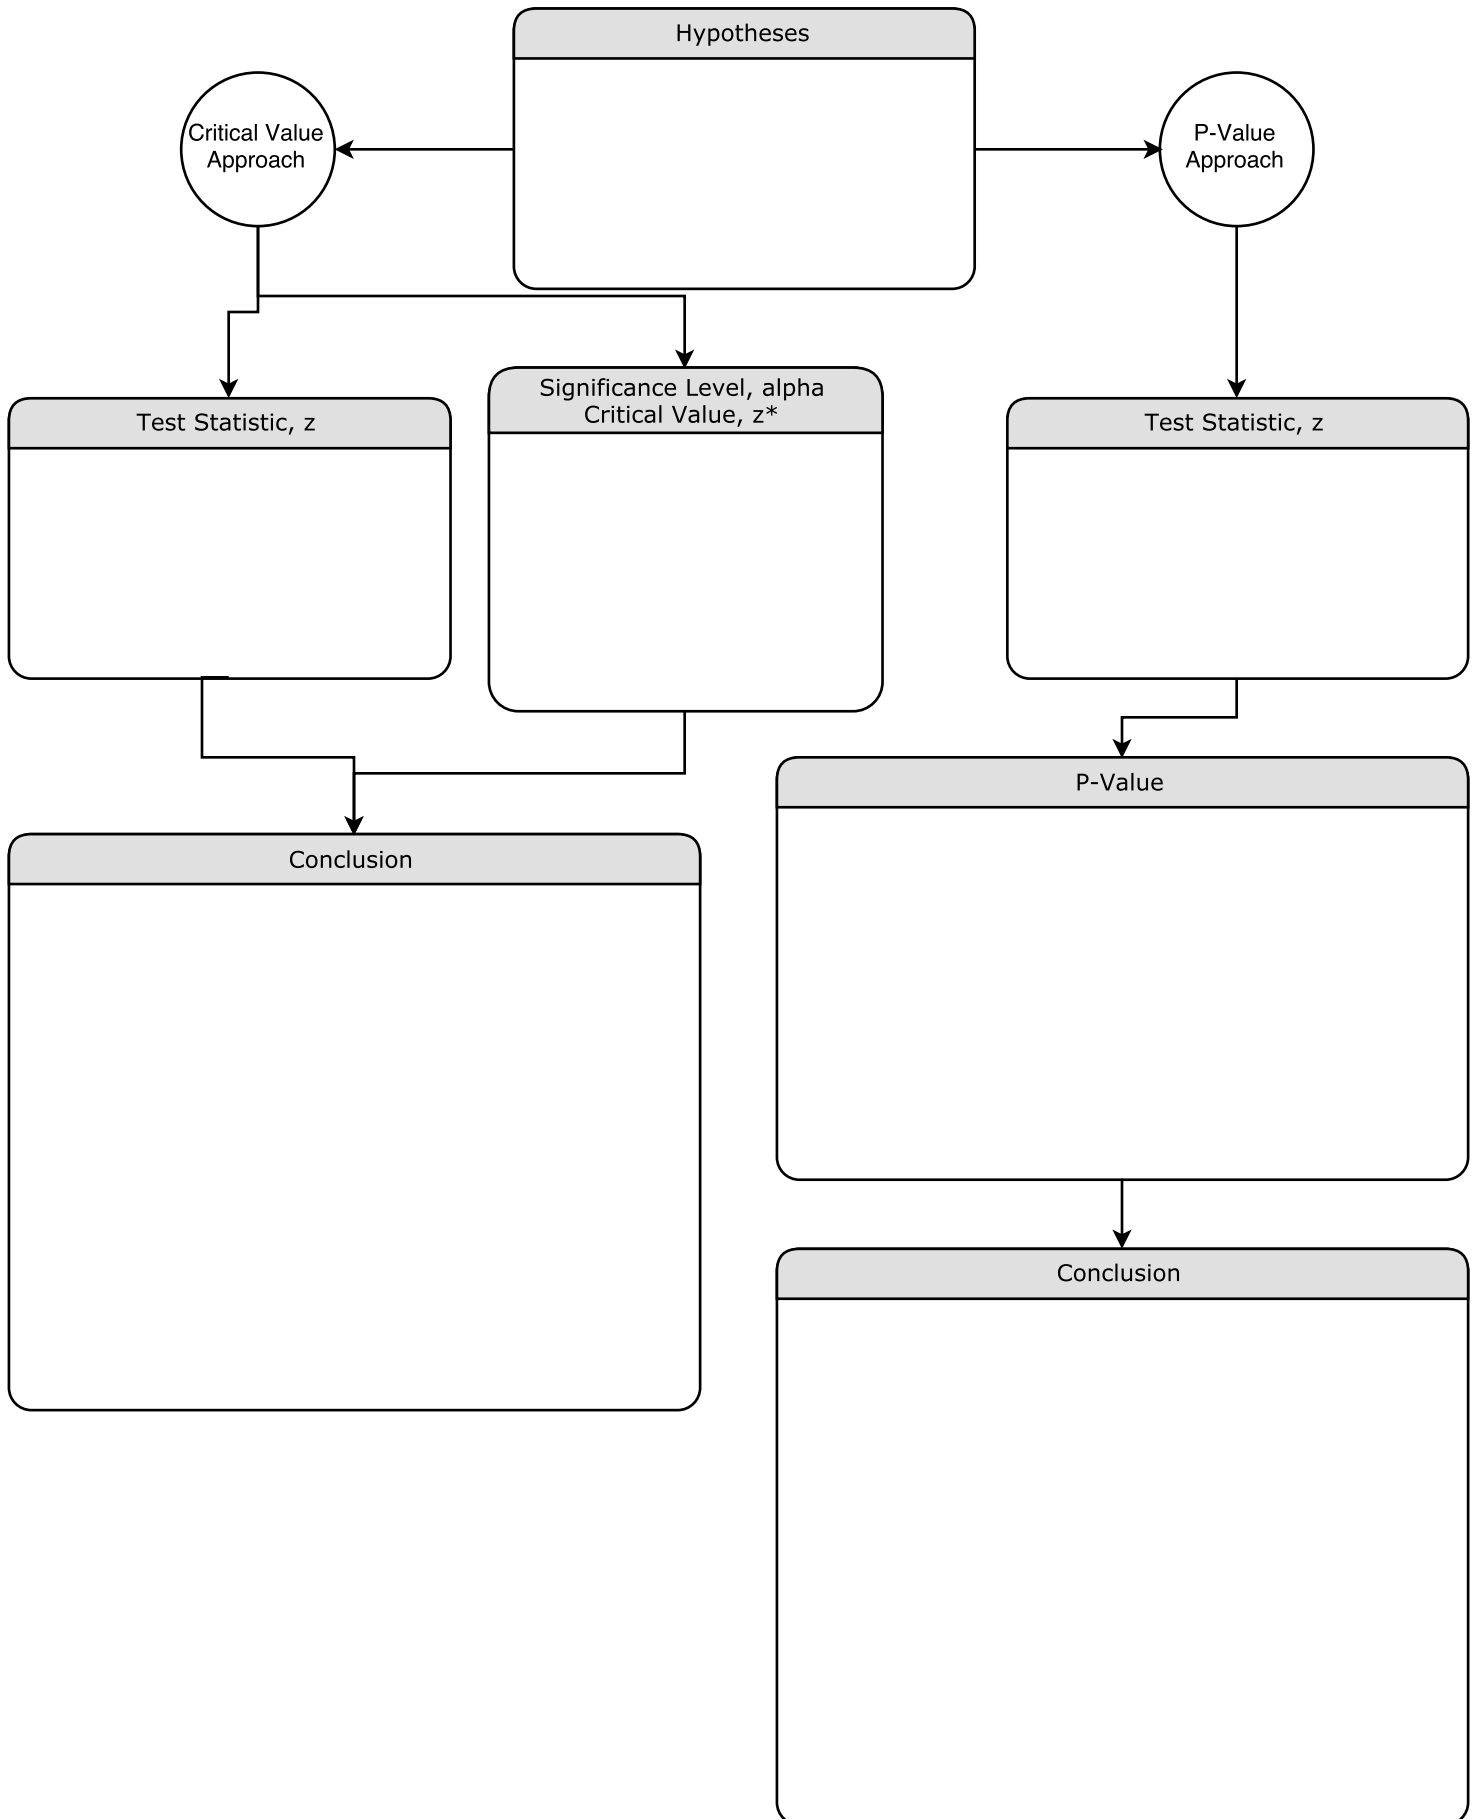 Hypotheses
Critical Value
Approach
P-Value
Approach
Test Statistic, z
Significance Level, alpha
Critical Value, z*
Test Statistic, z
P-Value
Conclusion
Conclusion